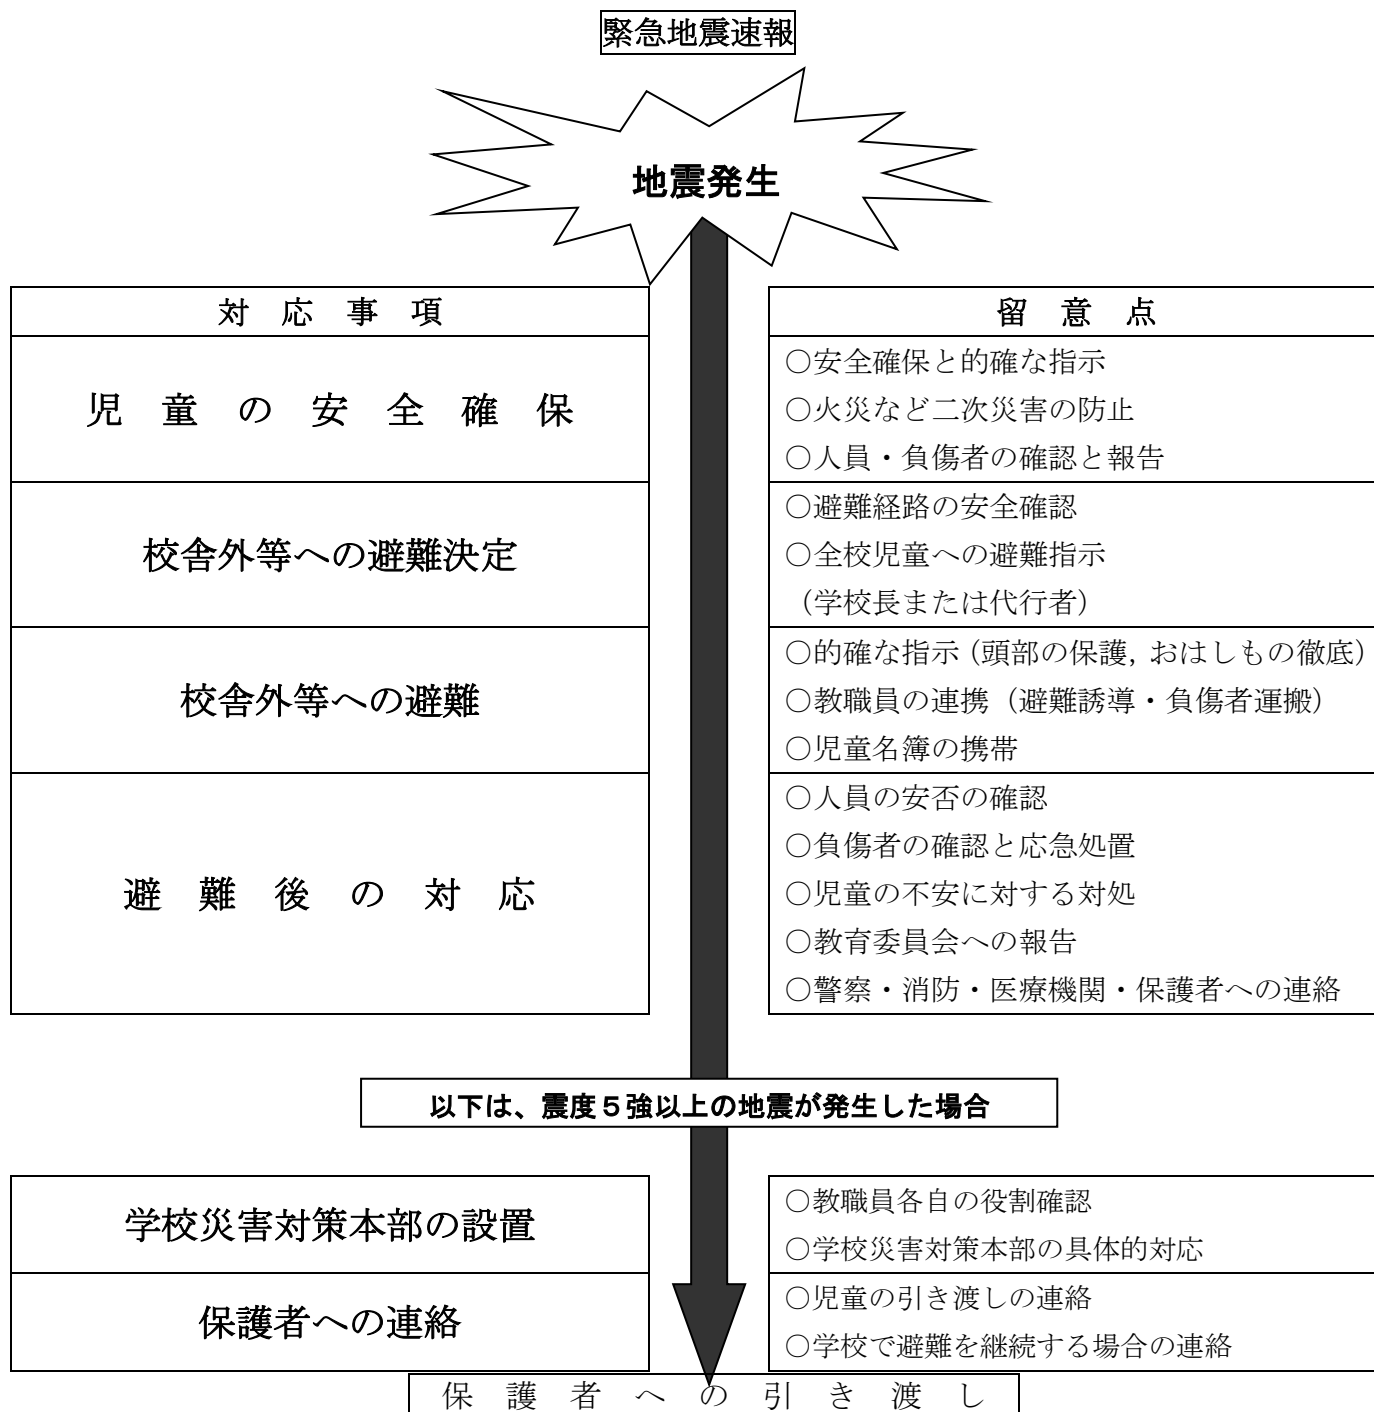 緊急地震速報
地震発生
対　応　事　項
留　意　点
児　童　の　安　全　確　保
○安全確保と的確な指示
○火災など二次災害の防止
○人員・負傷者の確認と報告
校舎外等への避難決定
○避難経路の安全確認
○全校児童への避難指示
（学校長または代行者）
校舎外等への避難
○的確な指示（頭部の保護，おはしもの徹底）
○教職員の連携（避難誘導・負傷者運搬）
○児童名簿の携帯
避　難　後　の　対　応
○人員の安否の確認
○負傷者の確認と応急処置
○児童の不安に対する対処
○教育委員会への報告
○警察・消防・医療機関・保護者への連絡
以下は、震度５強以上の地震が発生した場合
学校災害対策本部の設置
○教職員各自の役割確認
○学校災害対策本部の具体的対応
保護者への連絡
○児童の引き渡しの連絡
○学校で避難を継続する場合の連絡
保　護　者　へ　の　引　き　渡　し